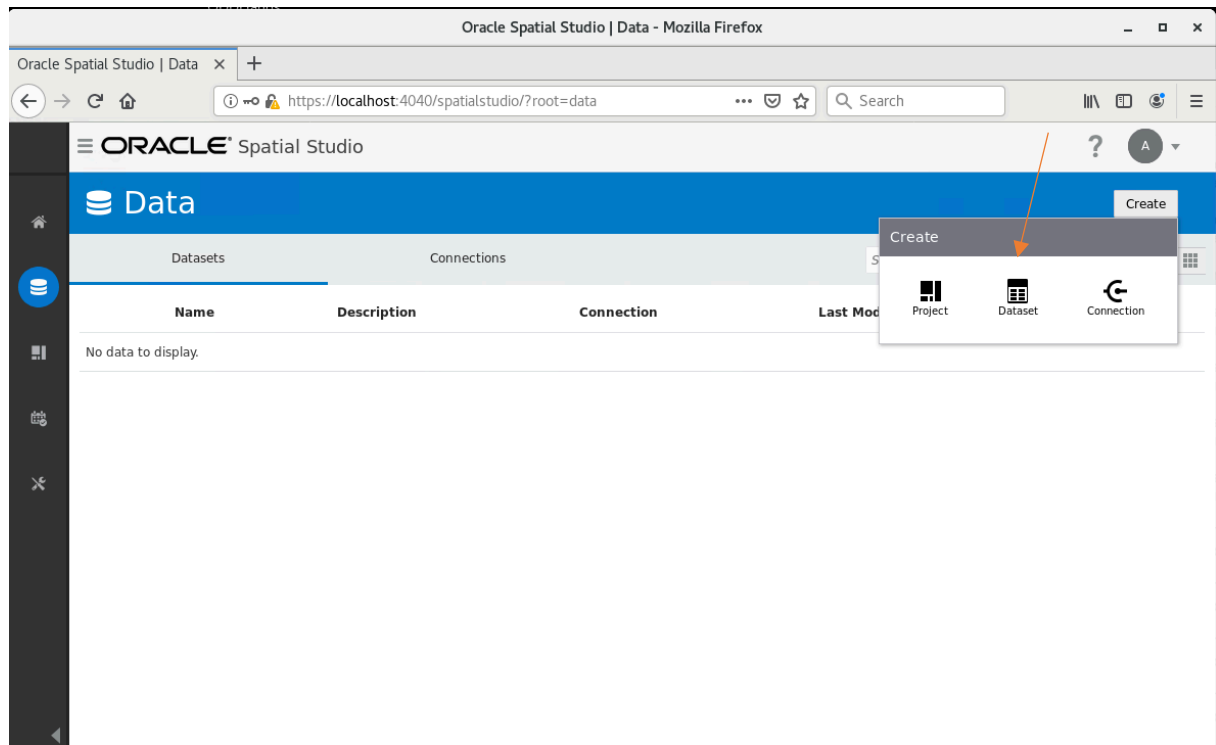 Oracle Spatial Studio | Data - Mozilla Firefox
Oracle Spatial Studio | Data
https://localhost:4040/spatialstudio/?root=data
Search
ORACLE® Spatial Studio
?
A
Data
Create
Create
Datasets
Connections
S
Project
Dataset
Connection
Name
Description
Connection
Last Mod
No data to display.